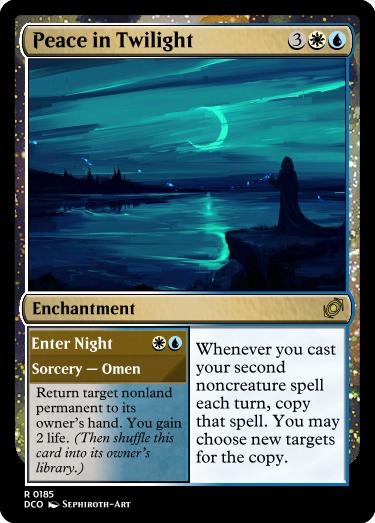 Peace in Twilight 3
Enchantment
Enter Night
Sorcery — Omen
Return target nonland
permanent to its
owner's hand. You gain
2 life. (Then shuffle this
card into its owner's
library.)
Whenever you cast
your second
noncreature spell
each turn, copy
that spell. You may
choose new targets
for the copy.
R 0185
DCO Sephiroth-Art